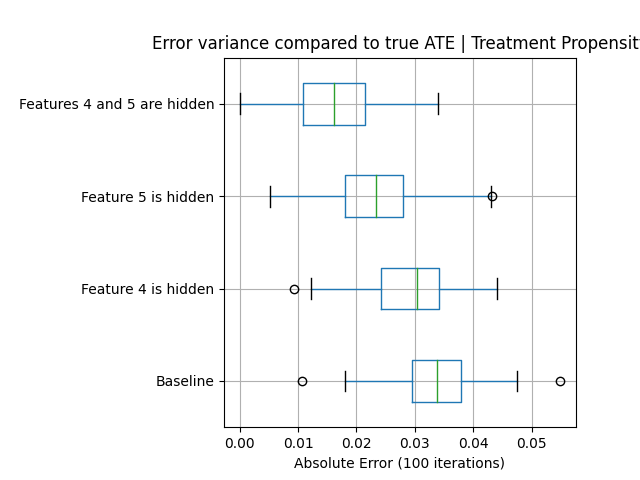 Error variance compared to true ATE | Treatment Propensit
Features 4 and 5 are hidden
Feature 5 is hidden
Feature 4 is hidden
Baseline
0.00 0.01 0.02 0.03 0.04 0.05
Absolute Error (100 iterations)